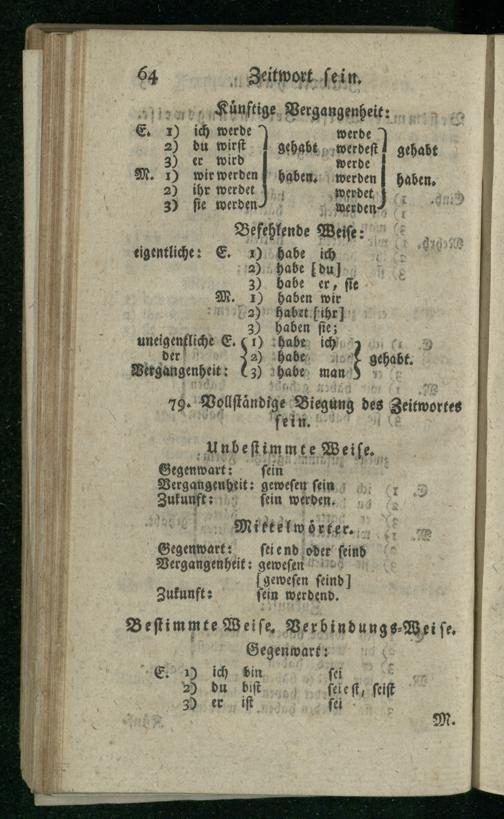 64 Zeitwort sein.
Künftige Vergangenheit:
E. 1) ich werde } werde }
2) du wirst } gehabt werdest } gehabt
3) er wird } werde }
M. 1) wir werden } haben. werden } haben.
2) ihr werdet } werdet }
3) sie werden } werden }
Befehlende Weise:
eigentliche: E. 1) habe ich
2) habe [du]
3) habe er, sie
M. 1) haben wir
2) habet [ihr]
3) haben sie;
uneigentliche E. { 1) habe ich }
der { 2) habe } gehabt.
Vergangenheit: { 3) habe man }
79. Vollständige Biegung des Zeitwortes
sein.
Unbestimmte Weise.
Gegenwart: sein
Vergangenheit: gewesen sein
Zukunft: sein werden.
Mittelwörter.
Gegenwart: seiend oder seind
Vergangenheit: gewesen
[gewesen seind]
Zukunft: sein werdend.
Bestimmte Weise. Verbindungs-Weise.
Gegenwart:
E. 1) ich bin sei
2) du bist seiest, seist
3) er ist sei
M.